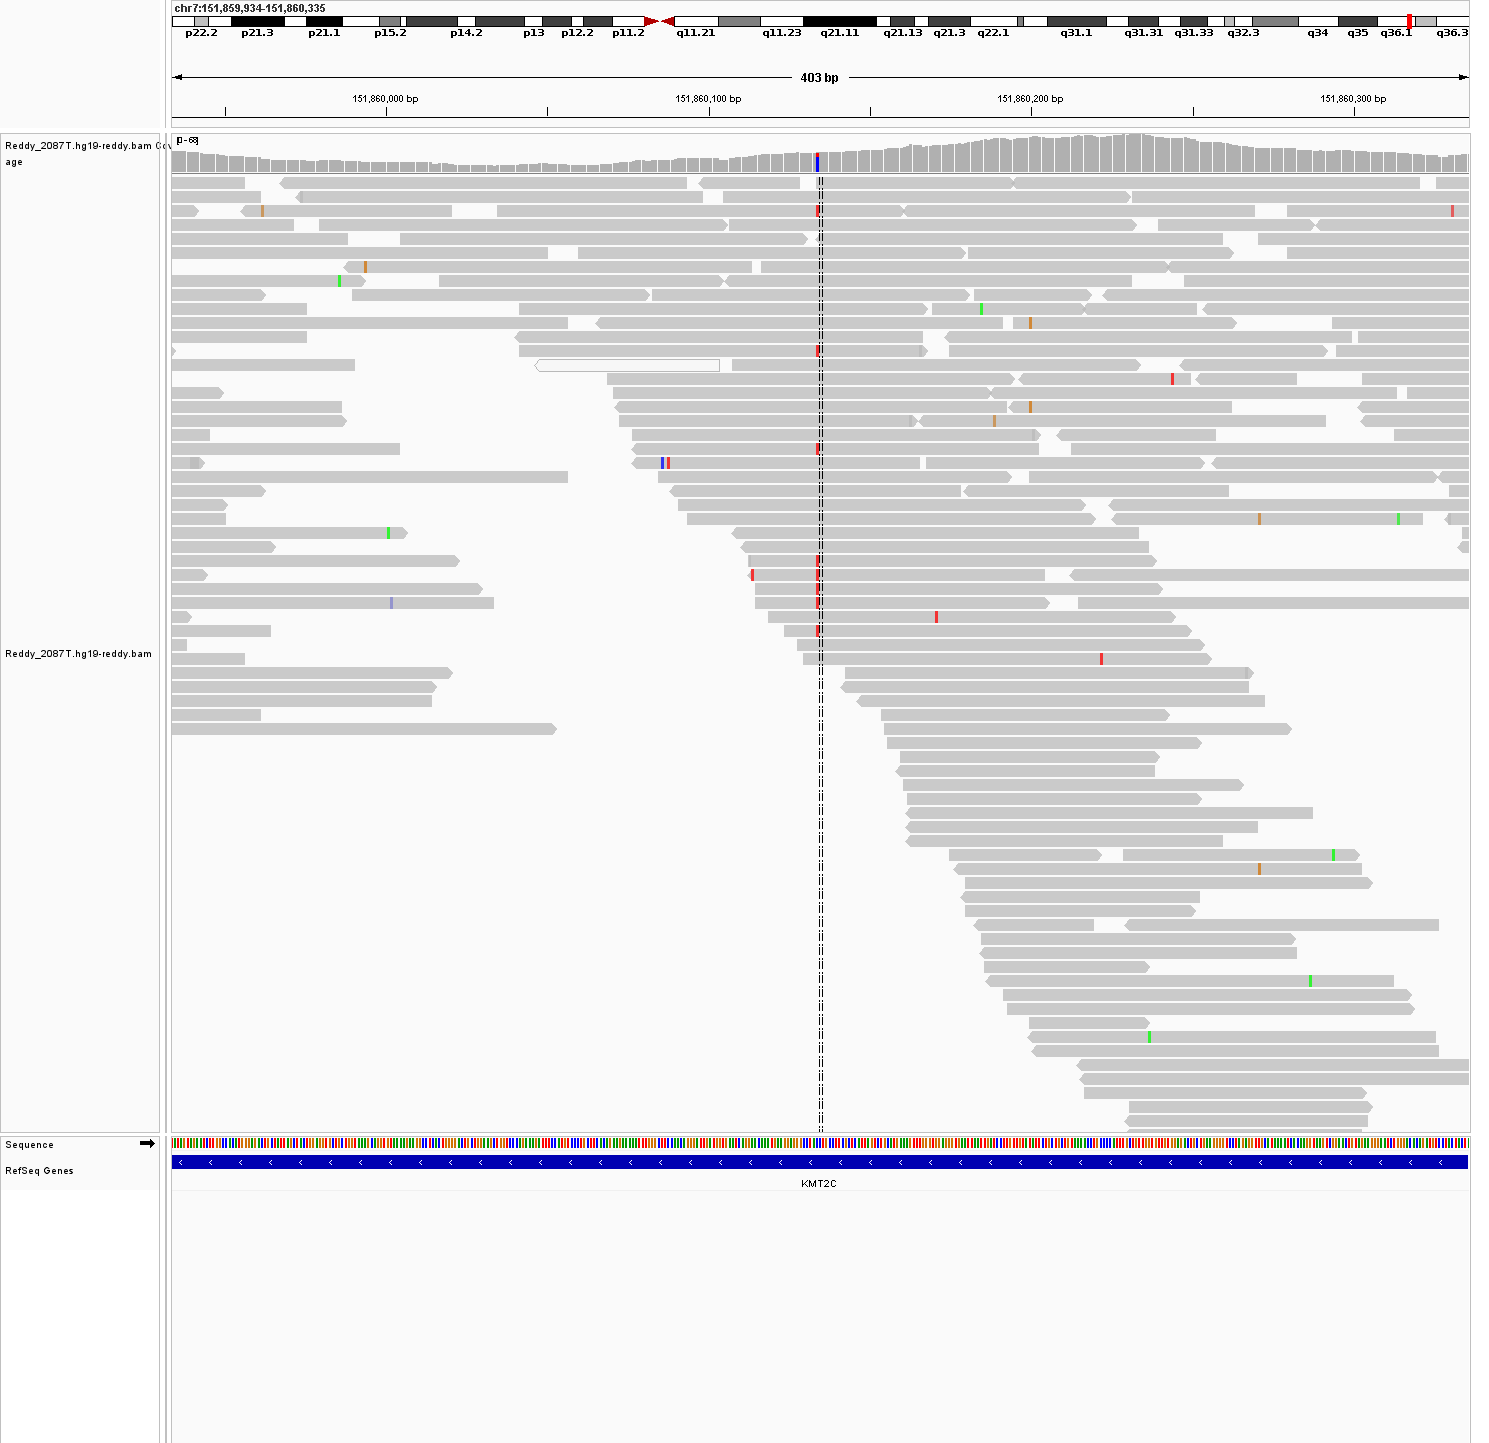 chr7:151,859,934-151,860,335
p22.2 p21.3 p21.1 p15.2 p14.2 p13 p12.2 p11.2 q11.21 q11.23 q21.11 q21.13 q21.3 q22.1 q31.1 q31.31 q31.33 q32.3 q34 q35 q36.1 q36.3
403 bp
151,860,000 bp 151,860,100 bp 151,860,200 bp 151,860,300 bp
[0-68]
Reddy_2087T.hg19-reddy.bam Cov
age
Reddy_2087T.hg19-reddy.bam
Sequence
RefSeq Genes
KMT2C